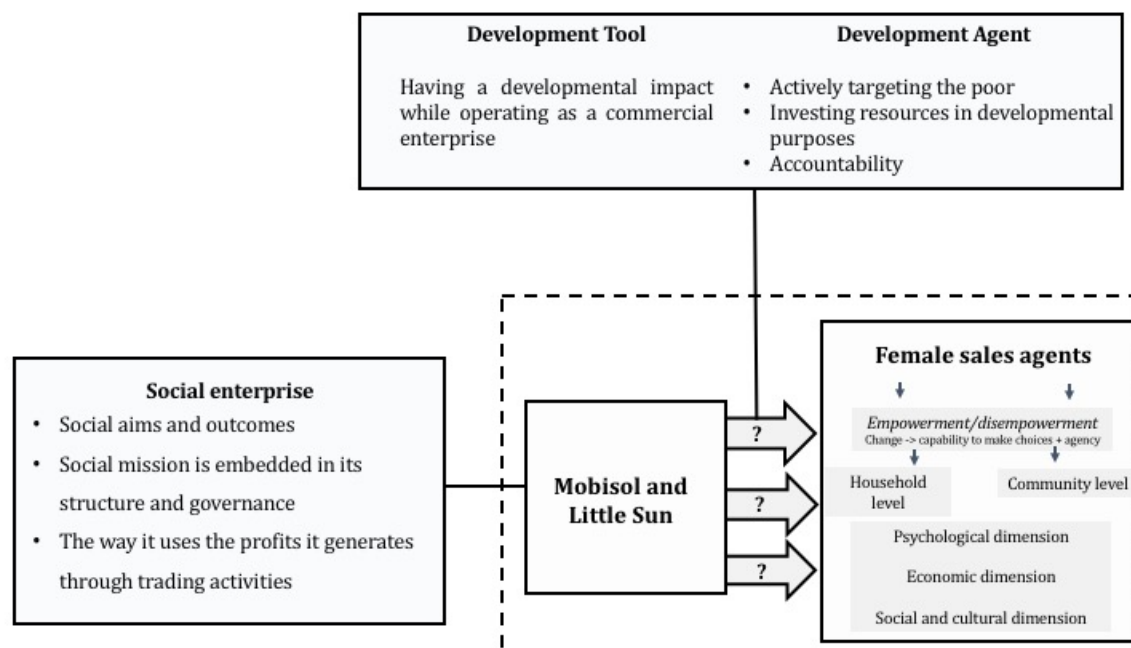 Development Tool
Having a developmental impact
while operating as a commercial
enterprise
Development Agent
• Actively targeting the poor
• Investing resources in developmental
purposes
• Accountability
Social enterprise
• Social aims and outcomes
• Social mission is embedded in its
structure and governance
• The way it uses the profits it generates
through trading activities
Mobisol and
Little Sun
?
?
?
Female sales agents
Empowerment/disempowerment
Change -> capability to make choices + agency
Household
level
Community level
Psychological dimension
Economic dimension
Social and cultural dimension